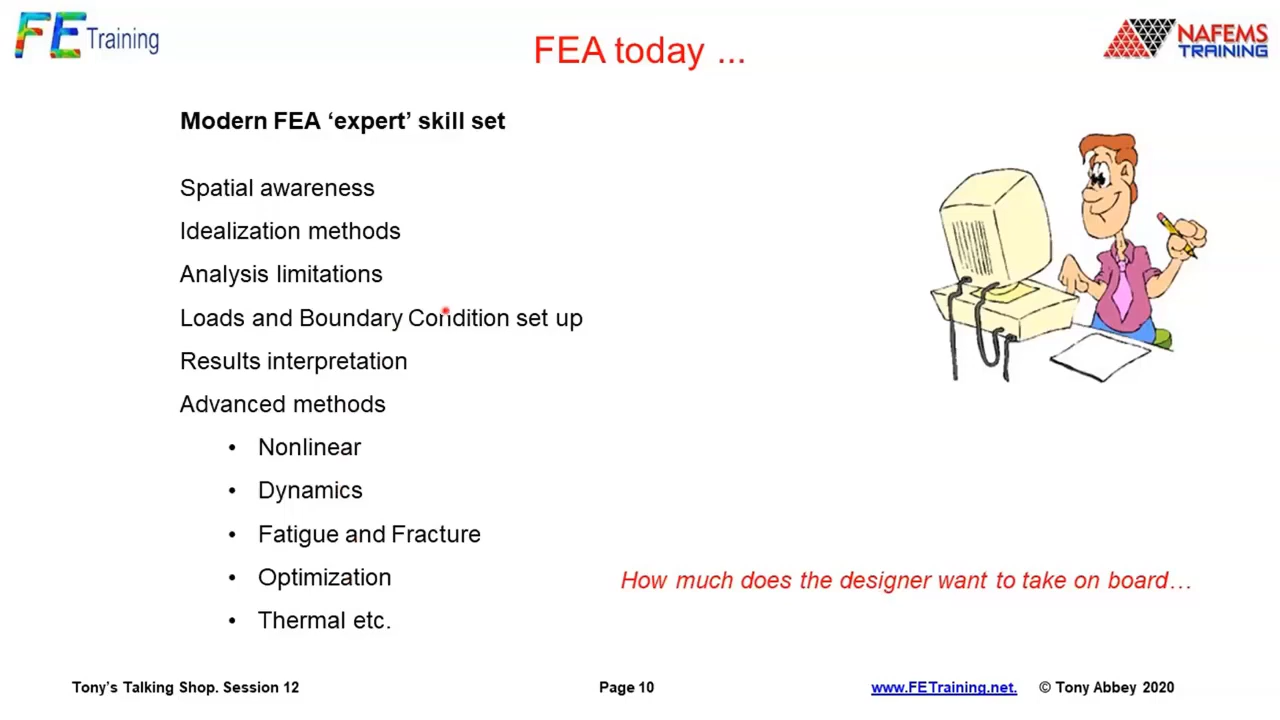 FE Training
FEA today ...
NAFEMS
TRAINING
Modern FEA ‘expert’ skill set
Spatial awareness
Idealization methods
Analysis limitations
Loads and Boundary Condition set up
Results interpretation
Advanced methods
• Nonlinear
• Dynamics
• Fatigue and Fracture
• Optimization
• Thermal etc.
How much does the designer want to take on board…
Tony’s Talking Shop. Session 12
Page 10
www.FETraining.net. © Tony Abbey 2020